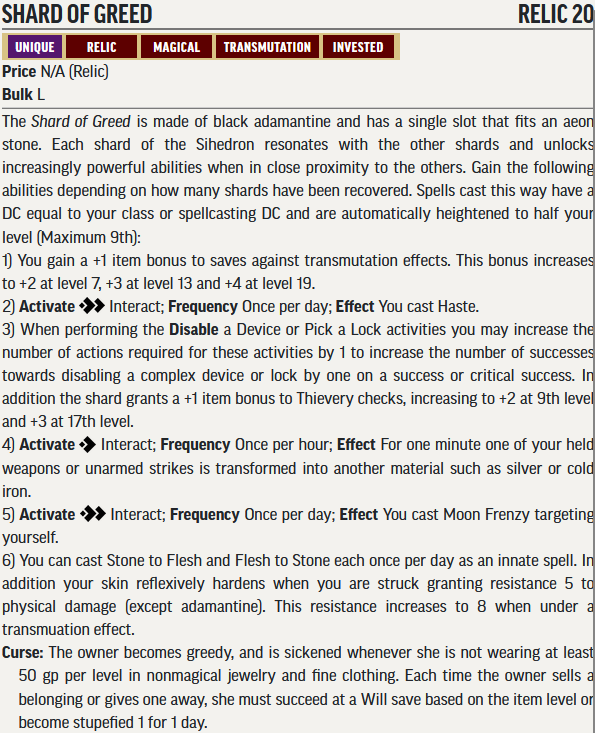 SHARD OF GREED RELIC 20
UNIQUE RELIC MAGICAL TRANSMUTATION INVESTED
Price N/A (Relic)
Bulk L
The Shard of Greed is made of black adamantine and has a single slot that fits an aeon
stone. Each shard of the Sihedron resonates with the other shards and unlocks
increasingly powerful abilities when in close proximity to the others. Gain the following
abilities depending on how many shards have been recovered. Spells cast this way have a
DC equal to your class or spellcasting DC and are automatically heightened to half your
level (Maximum 9th):
1) You gain a +1 item bonus to saves against transmutation effects. This bonus increases
to +2 at level 7, +3 at level 13 and +4 at level 19.
2) Activate Interact; Frequency Once per day; Effect You cast Haste.
3) When performing the Disable a Device or Pick a Lock activities you may increase the
number of actions required for these activities by 1 to increase the number of successes
towards disabling a complex device or lock by one on a success or critical success. In
addition the shard grants a +1 item bonus to Thievery checks, increasing to +2 at 9th level
and +3 at 17th level.
4) Activate Interact; Frequency Once per hour; Effect For one minute one of your held
weapons or unarmed strikes is transformed into another material such as silver or cold
iron.
5) Activate Interact; Frequency Once per day; Effect You cast Moon Frenzy targeting
yourself.
6) You can cast Stone to Flesh and Flesh to Stone each once per day as an innate spell. In
addition your skin reflexively hardens when you are struck granting resistance 5 to
physical damage (except adamantine). This resistance increases to 8 when under a
transmuation effect.
Curse: The owner becomes greedy, and is sickened whenever she is not wearing at least
50 gp per level in nonmagical jewelry and fine clothing. Each time the owner sells a
belonging or gives one away, she must succeed at a Will save based on the item level or
become stupefied 1 for 1 day.